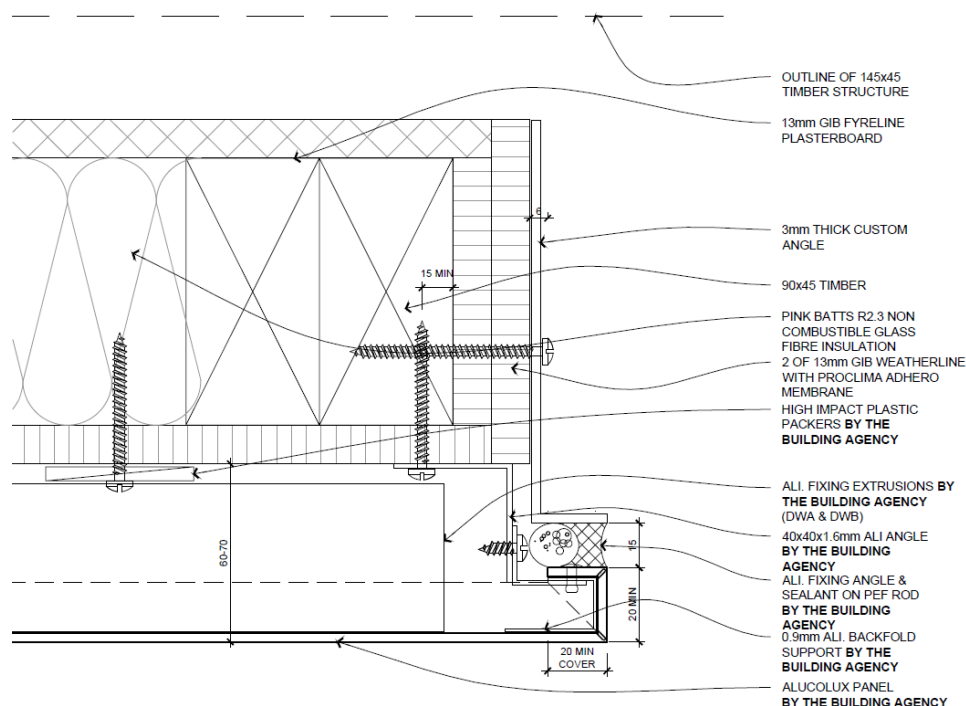 OUTLINE OF 145x45
TIMBER STRUCTURE
13mm GIB FYRELINE
PLASTERBOARD
6
3mm THICK CUSTOM
ANGLE
15 MIN
90x45 TIMBER
PINK BATTS R2.3 NON
COMBUSTIBLE GLASS
FIBRE INSULATION
2 OF 13mm GIB WEATHERLINE
WITH PROCLIMA ADHERO
MEMBRANE
HIGH IMPACT PLASTIC
PACKERS BY THE
BUILDING AGENCY
ALI. FIXING EXTRUSIONS BY
THE BUILDING AGENCY
(DWA & DWB)
40x40x1.6mm ALI ANGLE
BY THE BUILDING
AGENCY
ALI. FIXING ANGLE &
SEALANT ON PEF ROD
BY THE BUILDING
AGENCY
0.9mm ALI. BACKFOLD
SUPPORT BY THE
BUILDING AGENCY
ALUCOLUX PANEL
BY THE BUILDING AGENCY
60-70
15
20 MIN
20 MIN
COVER